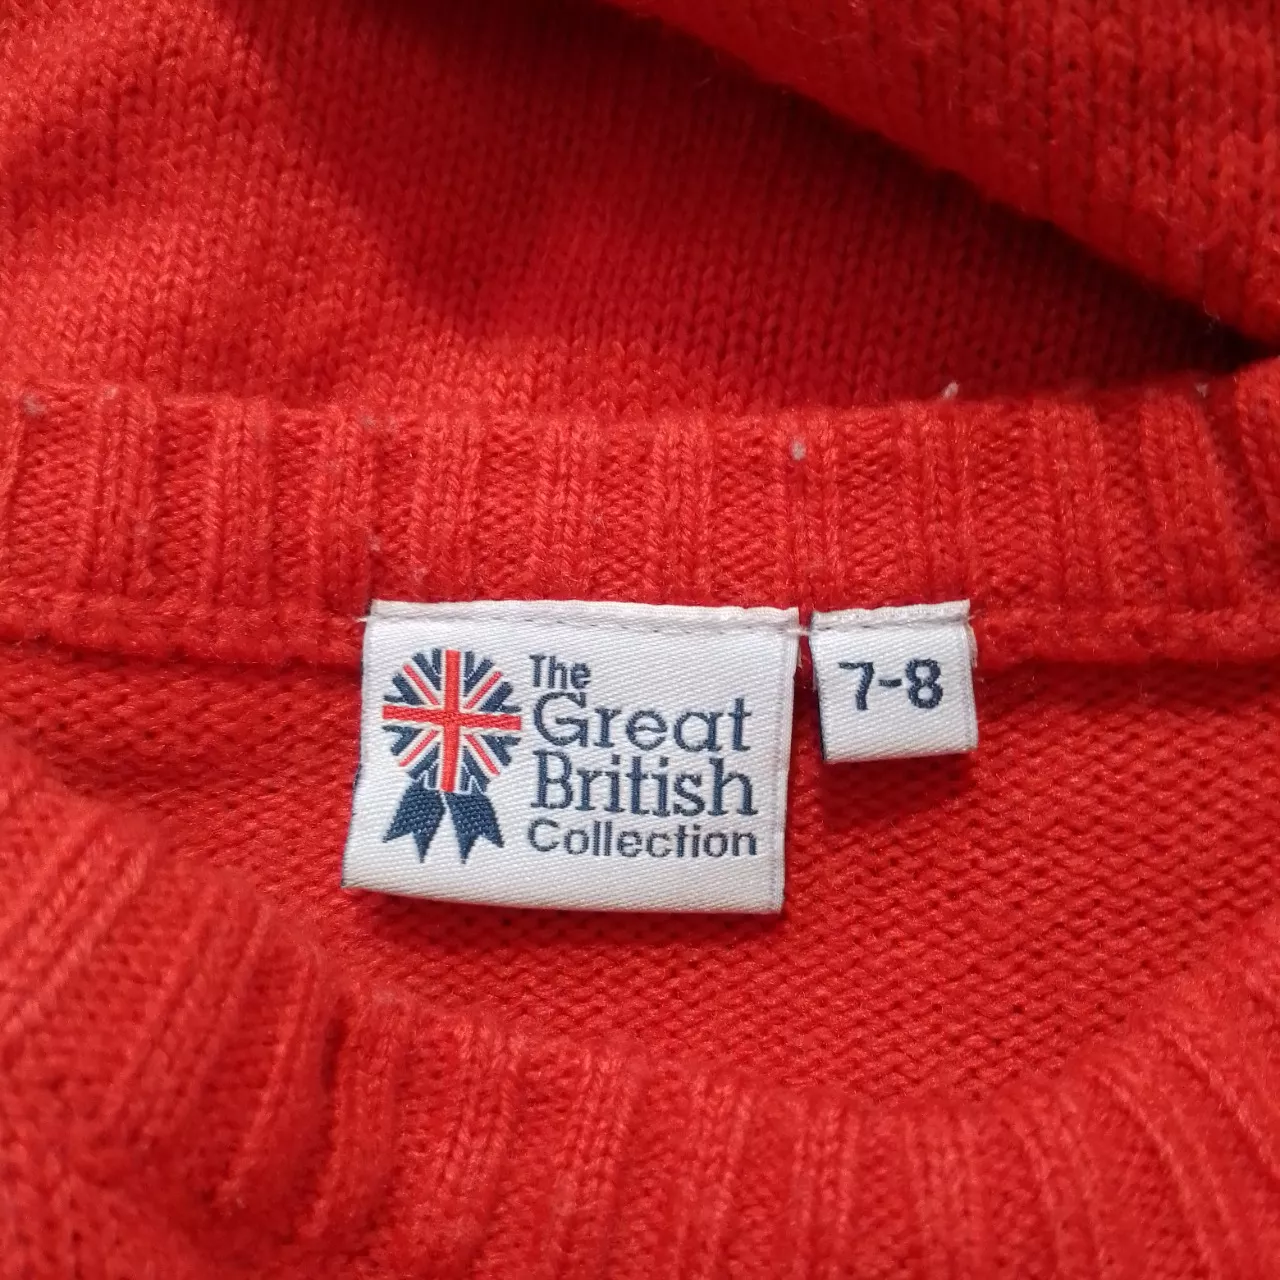 The
Great
British
Collection
7-8